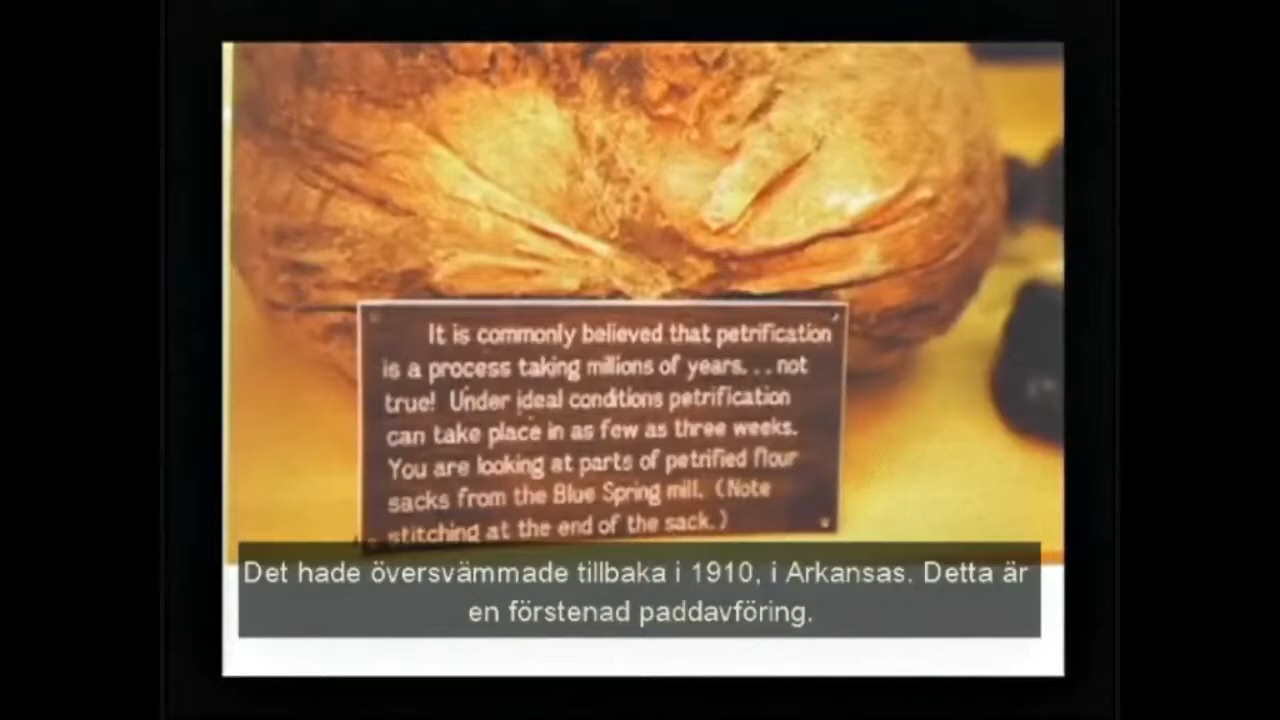 It is commonly believed that petrification
is a process taking millions of years. . . not
true! Under ideal conditions petrification
can take place in as few as three weeks.
You are looking at parts of petrified flour
sacks from the Blue Spring mill. (Note
stitching at the end of the sack.)
Det hade översvämmade tillbaka i 1910, i Arkansas. Detta är
en förstenad paddavföring.